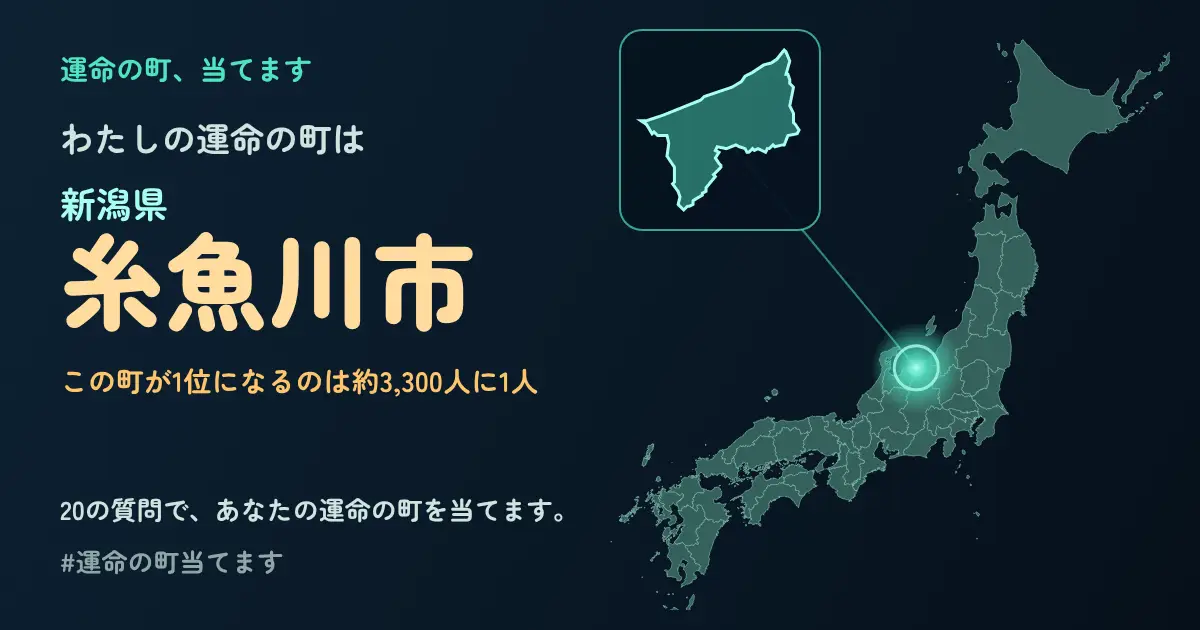 運命の町、当てます
わたしの運命の町は
新潟県
糸魚川市
この町が1位になるのは約3,300人に1人
20の質問で、あなたの運命の町を当てます。
#運命の町当てます